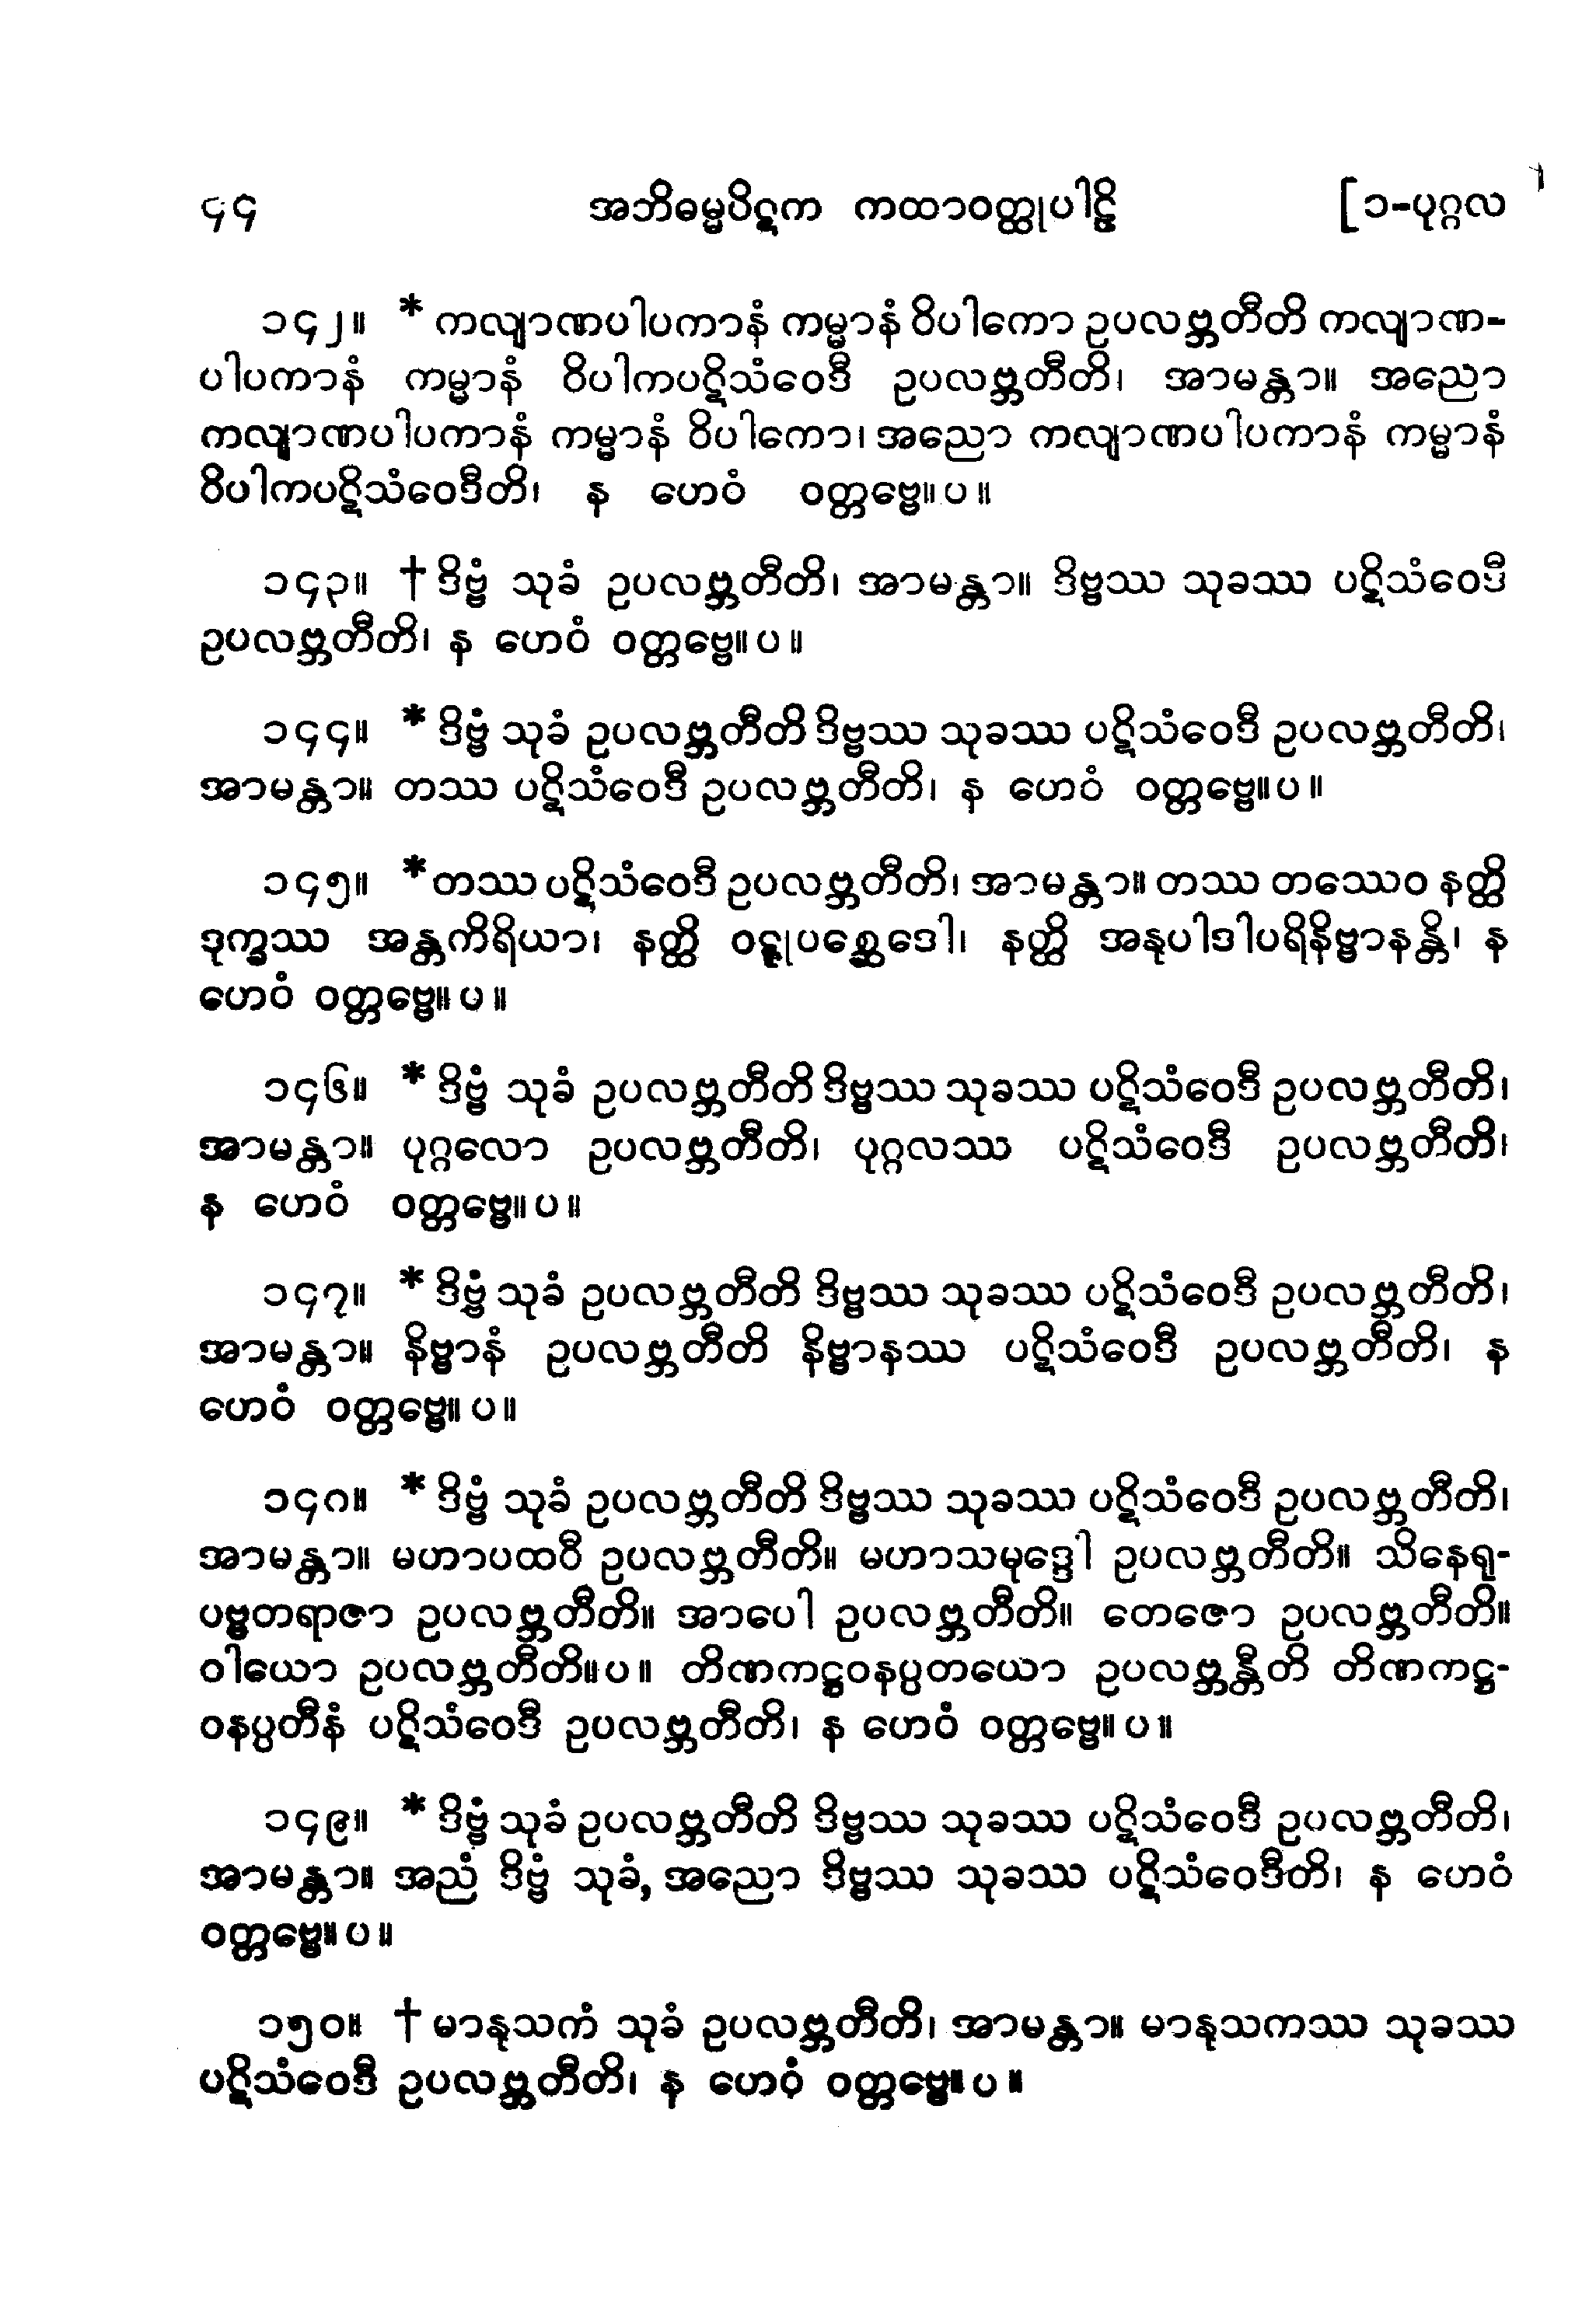 ၄၄ အဘိဓမ္မပိဋက ကထာဝတ္ထုပါဠိ [၁-ပုဂ္ဂလ
၁၄၂။ * ကလျာဏပါပကာနံ ကမ္မာနံ ဝိပါကော ဥပလဗ္ဘတီတိ ကလျာဏ-
ပါပကာနံ ကမ္မာနံ ဝိပါကပဋိသံဝေဒီ ဥပလဗ္ဘတီတိ၊ အာမန္တာ။ အညော
ကလျာဏပါပကာနံ ကမ္မာနံ ဝိပါကော၊ အညော ကလျာဏပါပကာနံ ကမ္မာနံ
ဝိပါကပဋိသံဝေဒီတိ၊ န ဟေဝံ ဝတ္တဗ္ဗေ။ ပ ။
၁၄၃။ † ဒိဗ္ဗံ သုခံ ဥပလဗ္ဘတီတိ၊ အာမန္တာ။ ဒိဗ္ဗဿ သုခဿ ပဋိသံဝေဒီ
ဥပလဗ္ဘတီတိ၊ န ဟေဝံ ဝတ္တဗ္ဗေ။ ပ ။
၁၄၄။ * ဒိဗ္ဗံ သုခံ ဥပလဗ္ဘတီတိ ဒိဗ္ဗဿ သုခဿ ပဋိသံဝေဒီ ဥပလဗ္ဘတီတိ၊
အာမန္တာ။ တဿ ပဋိသံဝေဒီ ဥပလဗ္ဘတီတိ၊ န ဟေဝံ ဝတ္တဗ္ဗေ။ ပ ။
၁၄၅။ * တဿ ပဋိသံဝေဒီ ဥပလဗ္ဘတီတိ၊ အာမန္တာ။ တဿ တဿေဝ နတ္ထိ
ဒုက္ခဿ အန္တကိရိယာ၊ နတ္ထိ ဝဋ္ဋုပစ္ဆေဒေါ၊ နတ္ထိ အနုပါဒါပရိနိဗ္ဗာနန္တိ၊ န
ဟေဝံ ဝတ္တဗ္ဗေ။ ပ ။
၁၄၆။ * ဒိဗ္ဗံ သုခံ ဥပလဗ္ဘတီတိ ဒိဗ္ဗဿ သုခဿ ပဋိသံဝေဒီ ဥပလဗ္ဘတီတိ၊
အာမန္တာ။ ပုဂ္ဂလော ဥပလဗ္ဘတီတိ၊ ပုဂ္ဂလဿ ပဋိသံဝေဒီ ဥပလဗ္ဘတီတိ၊
န ဟေဝံ ဝတ္တဗ္ဗေ။ ပ ။
၁၄၇။ * ဒိဗ္ဗံ သုခံ ဥပလဗ္ဘတီတိ ဒိဗ္ဗဿ သုခဿ ပဋိသံဝေဒီ ဥပလဗ္ဘတီတိ၊
အာမန္တာ။ နိဗ္ဗာနံ ဥပလဗ္ဘတီတိ နိဗ္ဗာနဿ ပဋိသံဝေဒီ ဥပလဗ္ဘတီတိ၊ န
ဟေဝံ ဝတ္တဗ္ဗေ။ ပ ။
၁၄၈။ * ဒိဗ္ဗံ သုခံ ဥပလဗ္ဘတီတိ ဒိဗ္ဗဿ သုခဿ ပဋိသံဝေဒီ ဥပလဗ္ဘတီတိ၊
အာမန္တာ။ မဟာပထဝီ ဥပလဗ္ဘတီတိ။ မဟာသမုဒ္ဒေါ ဥပလဗ္ဘတီတိ။ သိနေရု-
ပဗ္ဗတရာဇာ ဥပလဗ္ဘတီတိ။ အာပေါ ဥပလဗ္ဘတီတိ။ တေဇော ဥပလဗ္ဘတီတိ။
ဝါယော ဥပလဗ္ဘတီတိ။ ပ ။ တိဏကဋ္ဌဝနပ္ပတယော ဥပလဗ္ဘန္တီတိ တိဏကဋ္ဌ-
ဝနပ္ပတီနံ ပဋိသံဝေဒီ ဥပလဗ္ဘတီတိ၊ န ဟေဝံ ဝတ္တဗ္ဗေ။ ပ ။
၁၄၉။ * ဒိဗ္ဗံ သုခံ ဥပလဗ္ဘတီတိ ဒိဗ္ဗဿ သုခဿ ပဋိသံဝေဒီ ဥပလဗ္ဘတီတိ၊
အာမန္တာ။ အညံ ဒိဗ္ဗံ သုခံ, အညော ဒိဗ္ဗဿ သုခဿ ပဋိသံဝေဒီတိ၊ န ဟေဝံ
ဝတ္တဗ္ဗေ။ ပ ။
၁၅၀။ † မာနုသကံ သုခံ ဥပလဗ္ဘတီတိ၊ အာမန္တာ။ မာနုသကဿ သုခဿ
ပဋိသံဝေဒီ ဥပလဗ္ဘတီတိ၊ န ဟေဝံ ဝတ္တဗ္ဗေ။ ပ ။